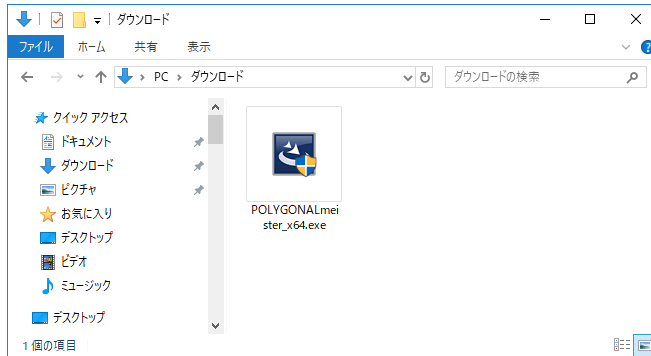 ダウンロード
ファイル ホーム 共有 表示
PC ダウンロード ダウンロードの検索
クイック アクセス
ドキュメント
ダウンロード
ピクチャ
お気に入り
デスクトップ
ビデオ
ミュージック
デスクトップ
POLYGONALmei
ster_x64.exe
1 個の項目